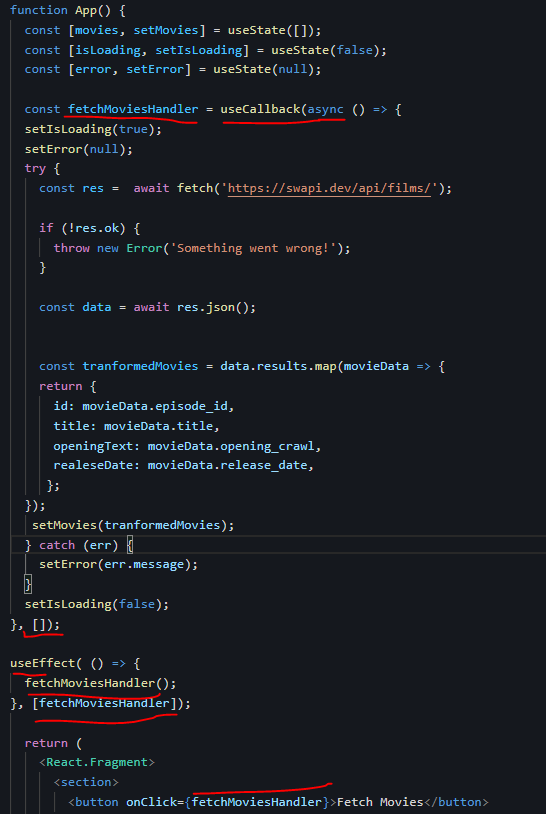 function App() {
const [movies, setMovies] = useState([]);
const [isLoading, setIsLoading] = useState(false);
const [error, setError] = useState(null);
const fetchMoviesHandler = useCallback(async () => {
setIsLoading(true);
setError(null);
try {
const res =  await fetch('https://swapi.dev/api/films/');
if (!res.ok) {
throw new Error('Something went wrong!');
}
const data = await res.json();
const tranformedMovies = data.results.map(movieData => {
return {
id: movieData.episode_id,
title: movieData.title,
openingText: movieData.opening_crawl,
realeseDate: movieData.release_date,
};
});
setMovies(tranformedMovies);
} catch (err) {
setError(err.message);
}
setIsLoading(false);
}, []);
useEffect( () => {
fetchMoviesHandler();
}, [fetchMoviesHandler]);
return (
<React.Fragment>
<section>
<button onClick={fetchMoviesHandler}>Fetch Movies</button>